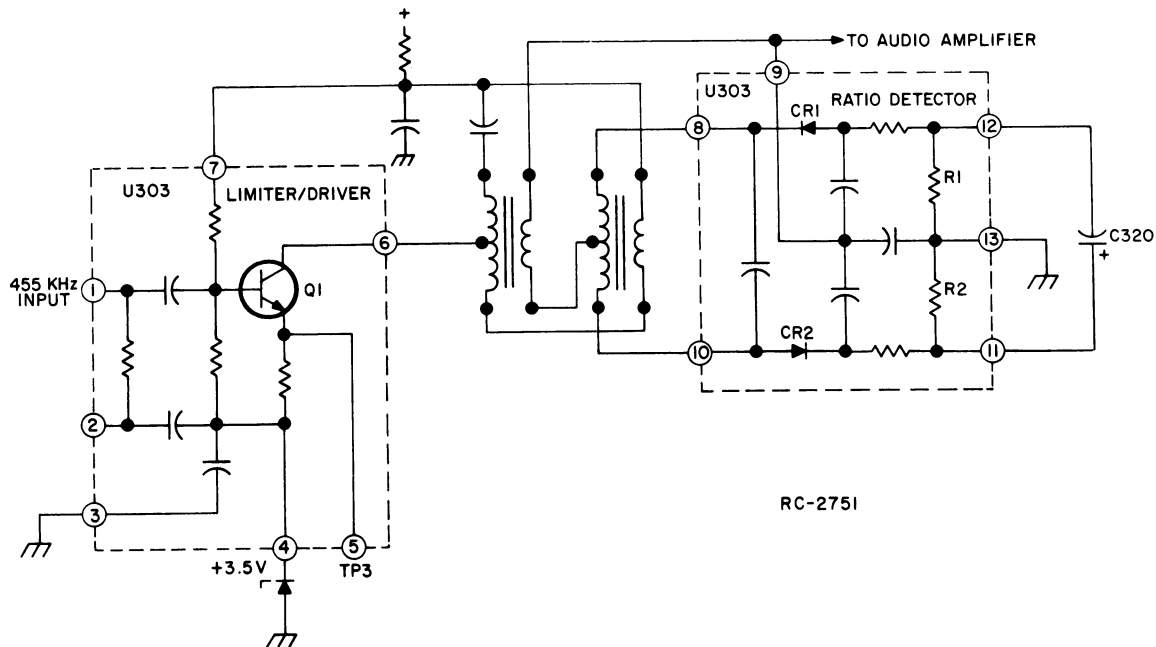 +
TO AUDIO AMPLIFIER
9
U303
RATIO DETECTOR
CR1
8
12
7
U303
LIMITER/DRIVER
R1
6
13
C320
+
455 KHz
INPUT
1
Q1
R2
CR2
10
11
2
3
RC-2751
4
5
+3.5V
TP3